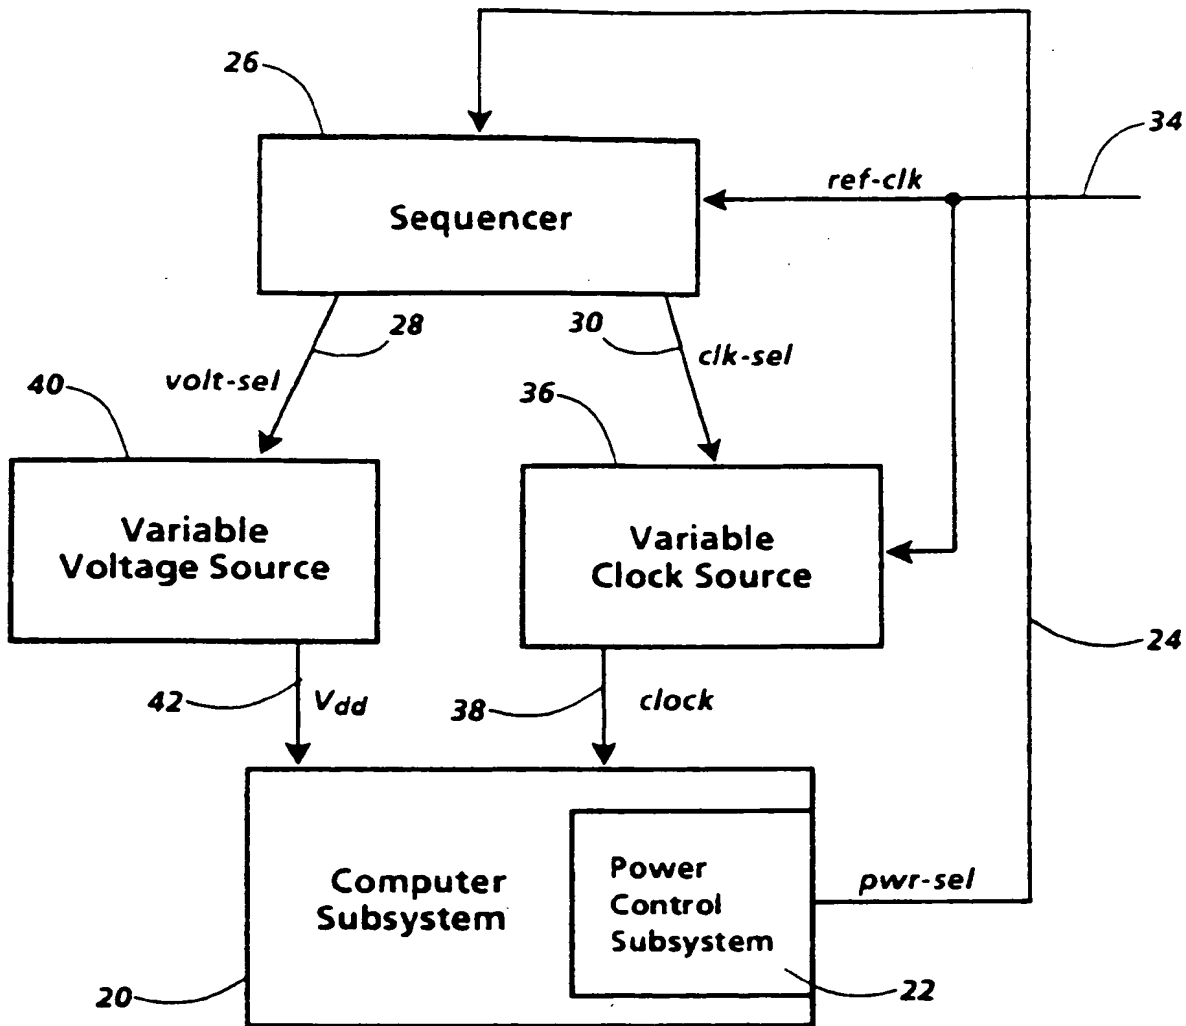 26
34
ref-clk
Sequencer
28
30
clk-sel
volt-sel
40
36
Variable
Voltage Source
Variable
Clock Source
24
42
Vdd
38
clock
Computer
Subsystem
Power
Control
Subsystem
pwr-sel
20
22